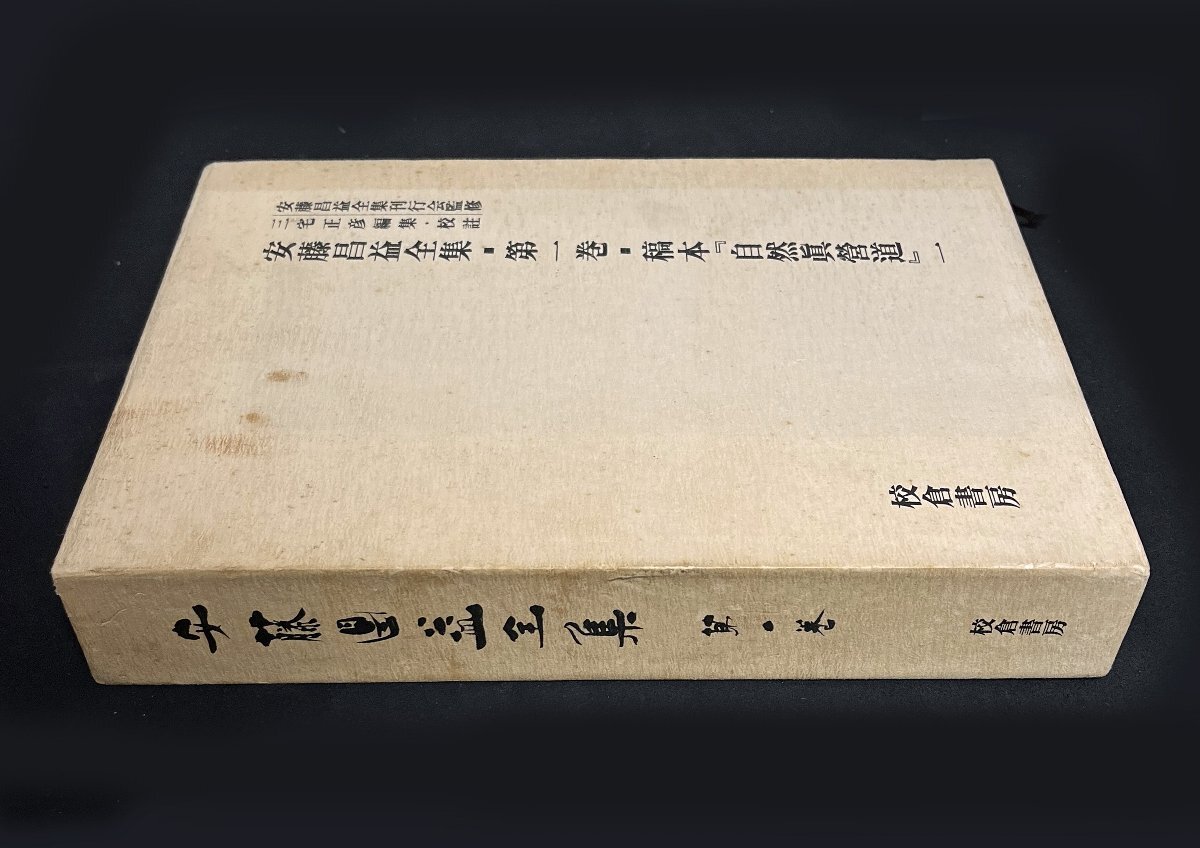 安藤昌益全集刊行会監修
三宅正彦編集・校註
安藤昌益全集▪第一巻▪稿本『自然眞營道』一
校倉書房
安藤昌益全集 第一巻 校倉書房